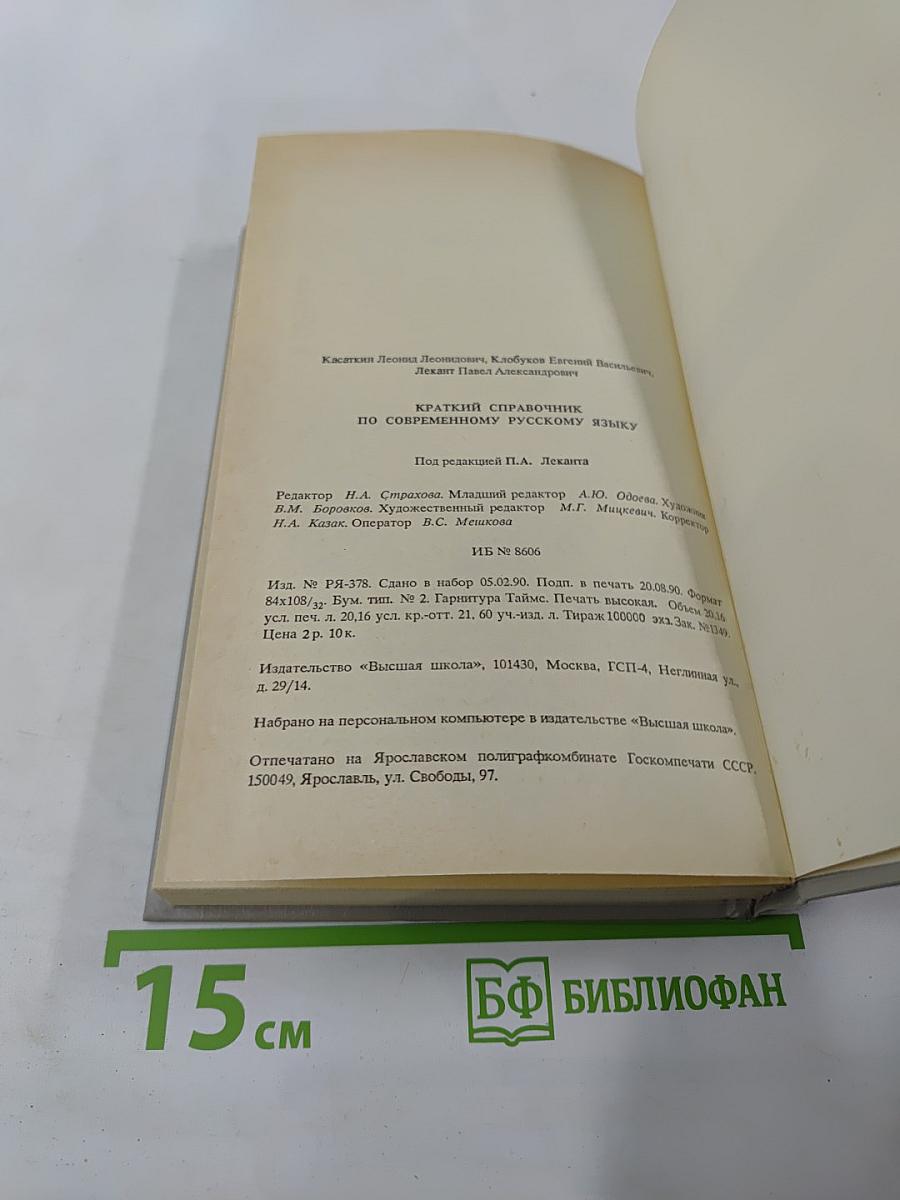 Касаткин Леонид Леонидович, Клобуков Евгений Васильевич,
Лекант Павел Александрович
КРАТКИЙ СПРАВОЧНИК
ПО СОВРЕМЕННОМУ РУССКОМУ ЯЗЫКУ
Под редакцией П.А. Леканта
Редактор Н.А. Страхова. Младший редактор А.Ю. Одоева. Художник
В.М. Боровков. Художественный редактор М.Г. Мицкевич. Корректор
Н.А. Казак. Оператор В.С. Мешкова
ИБ № 8606
Изд. № РЯ-378. Сдано в набор 05.02.90. Подп. в печать 20.08.90. Формат
84х108/32. Бум. тип. № 2. Гарнитура Таймс. Печать высокая. Объем 20,16
усл. печ. л. 20,16 усл. кр.-отт. 21, 60 уч.-изд. л. Тираж 100000 экз. Зак. №1349.
Цена 2 р. 10 к.
Издательство «Высшая школа», 101430, Москва, ГСП-4, Неглинная ул.,
д. 29/14.
Набрано на персональном компьютере в издательстве «Высшая школа».
Отпечатано на Ярославском полиграфкомбинате Госкомпечати СССР.
150049, Ярославль, ул. Свободы, 97.
15 см
БФ БИБЛИОФАН